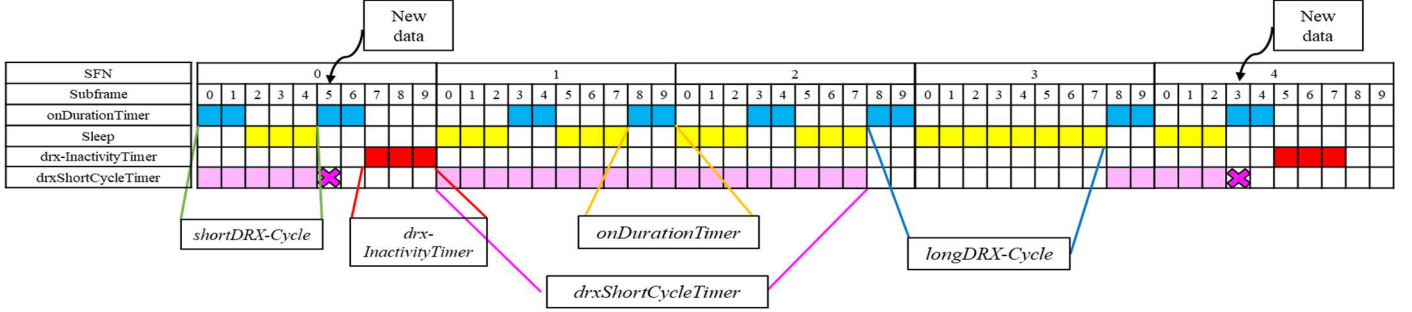 New
data
New
data
SFN 0 1 2 3 4
Subframe 0 1 2 3 4 5 6 7 8 9 0 1 2 3 4 5 6 7 8 9 0 1 2 3 4 5 6 7 8 9 0 1 2 3 4 5 6 7 8 9 0 1 2 3 4 5 6 7 8 9
onDurationTimer
Sleep
drx-InactivityTimer
drxShortCycleTimer
shortDRX-Cycle
drx-
InactivityTimer
onDurationTimer
longDRX-Cycle
drxShortCycleTimer